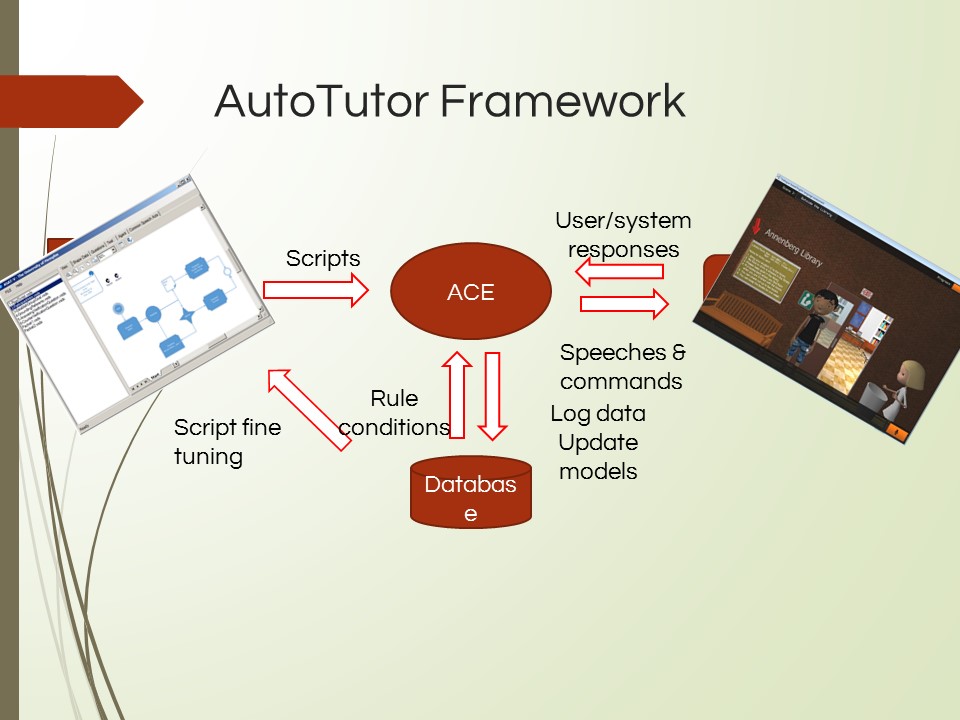 AutoTutor Framework
User/system
responses
Scripts
ACE
Annenberg Library
Speeches &
commands
Rule
conditions
Log data
Update
models
Script fine
tuning
Databas
e